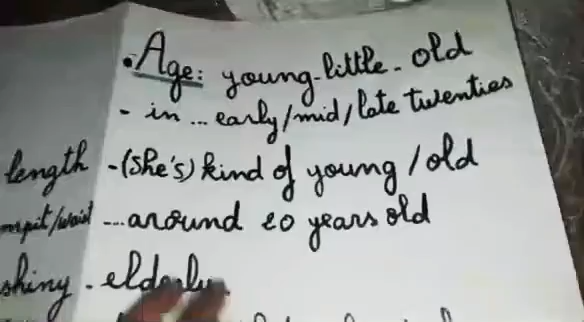 • Age: young - little - old
- in ... early/mid/late twenties
length - (she's) kind of young / old
/waist ... around 20 years old
shiny - elderly